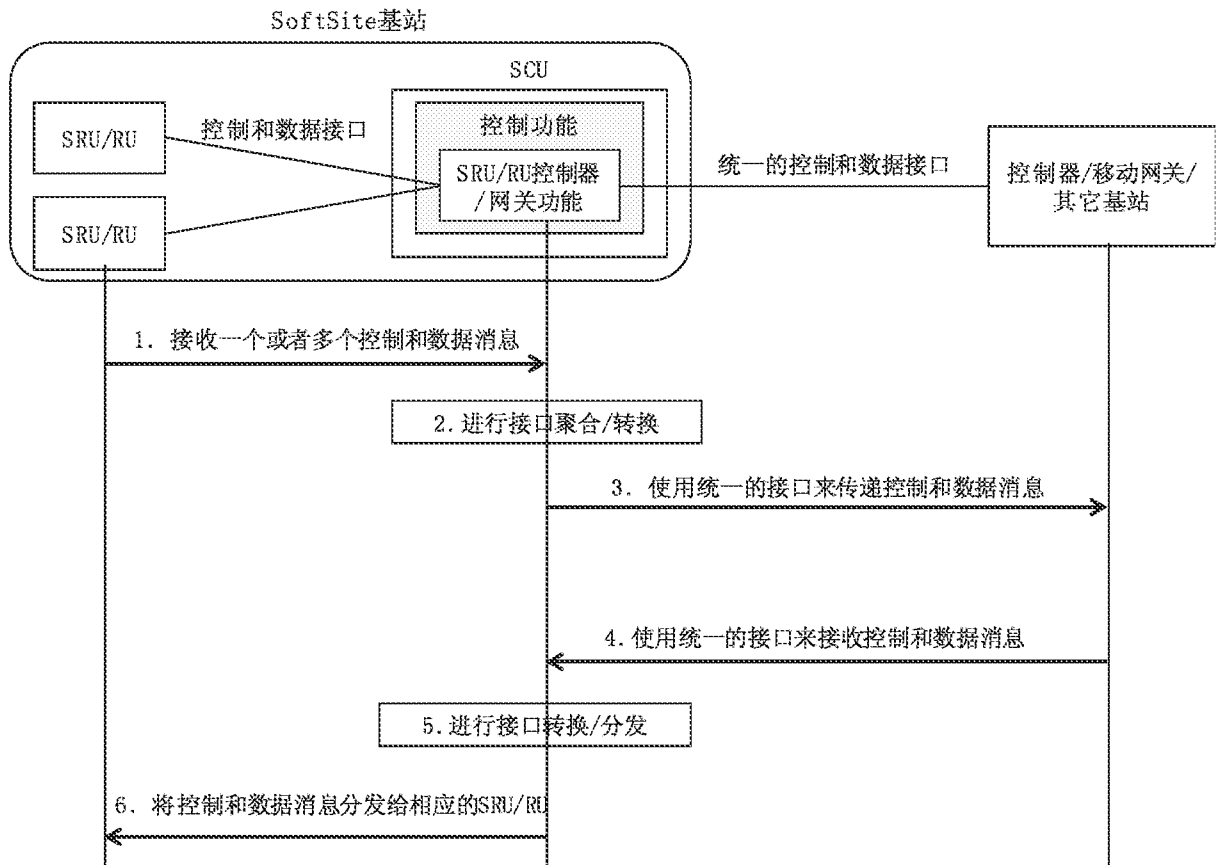 SoftSite基站
SCU
SRU/RU
控制和数据接口
控制功能
SRU/RU控制器
/网关功能
统一的控制和数据接口
控制器/移动网关/
其它基站
SRU/RU
1. 接收一个或者多个控制和数据消息
2.进行接口聚合/转换
3. 使用统一的接口来传递控制和数据消息
4.使用统一的接口来接收控制和数据消息
5.进行接口转换/分发
6. 将控制和数据消息分发给相应的SRU/RU